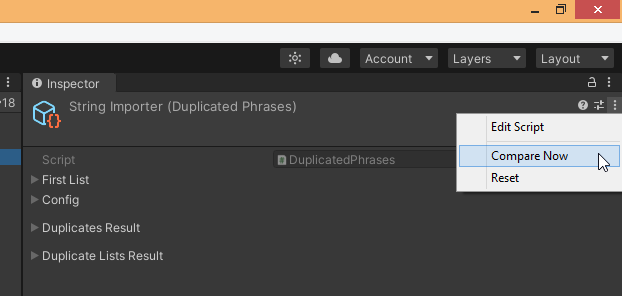 Account
Layers
Layout
Inspector
v18
String Importer (Duplicated Phrases)
Edit Script
Compare Now
Reset
Script
DuplicatedPhrases
First List
Config
Duplicates Result
Duplicate Lists Result